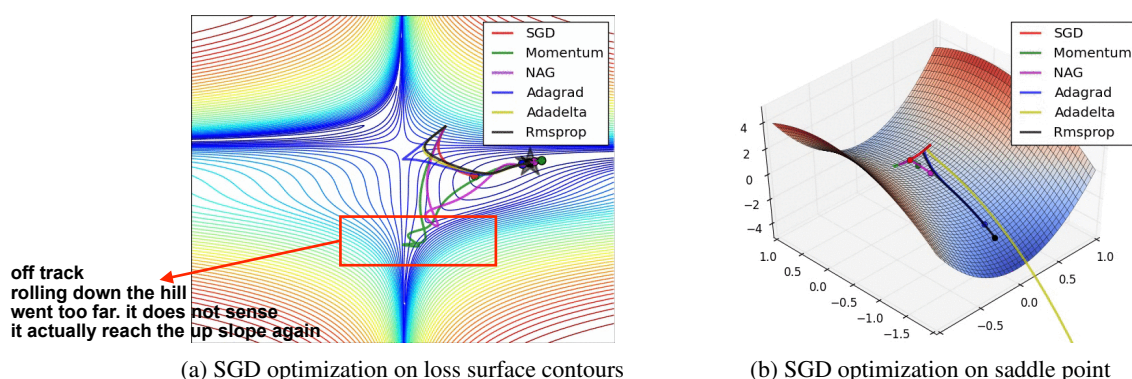 SGD
Momentum
NAG
Adagrad
Adadelta
Rmsprop
off track
rolling down the hill
went too far. it does not sense
it actually reach the up slope again
(a) SGD optimization on loss surface contours
SGD
Momentum
NAG
Adagrad
Adadelta
Rmsprop
4
2
0
−2
−4
1.0
0.5
0.0
−0.5
−1.0
−1.5
−0.5
0.0
0.5
1.0
(b) SGD optimization on saddle point